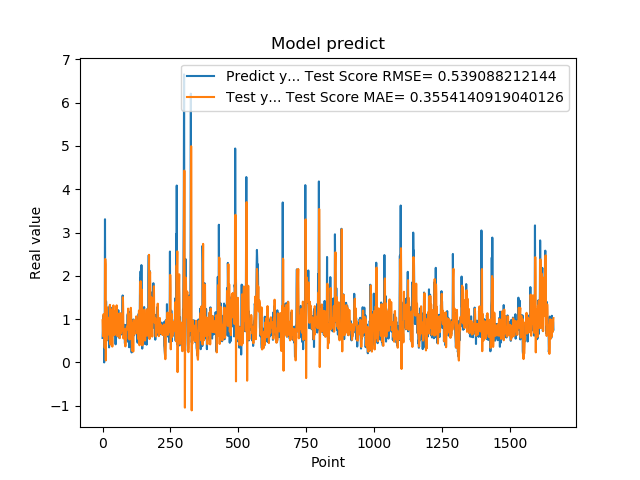 Model predict
Predict y... Test Score RMSE= 0.539088212144
Test y... Test Score MAE= 0.3554140919040126
7
6
5
4
3
2
1
0
−1
Real value
0 250 500 750 1000 1250 1500
Point